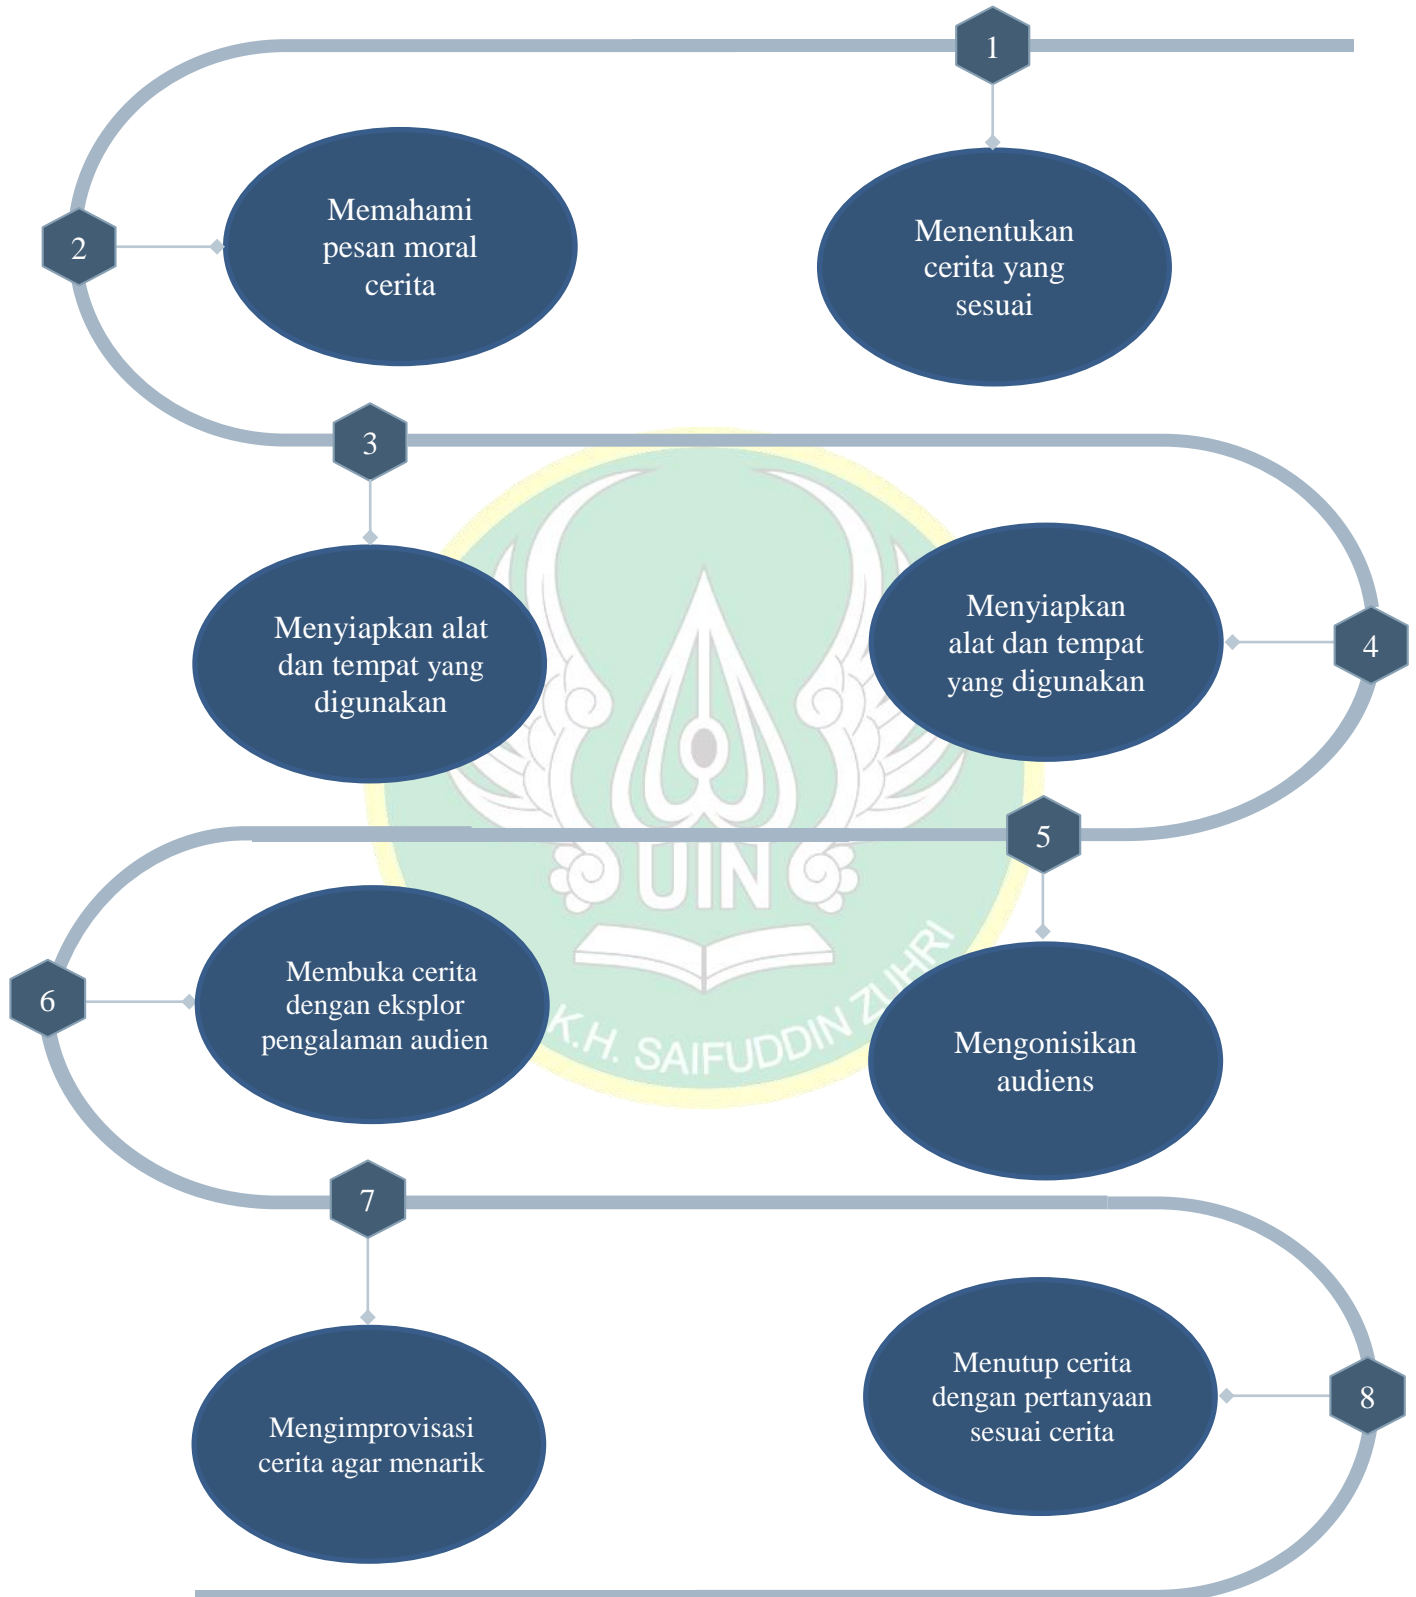 1
Menentukan
cerita yang
sesuai
2
Memahami
pesan moral
cerita
3
Menyiapkan alat
dan tempat yang
digunakan
4
Menyiapkan
alat dan tempat
yang digunakan
5
Mengonisikan
audiens
6
Membuka cerita
dengan eksplor
pengalaman audien
7
Mengimprovisasi
cerita agar menarik
8
Menutup cerita
dengan pertanyaan
sesuai cerita
UIN
K.H. SAIFUDDIN ZUHRI